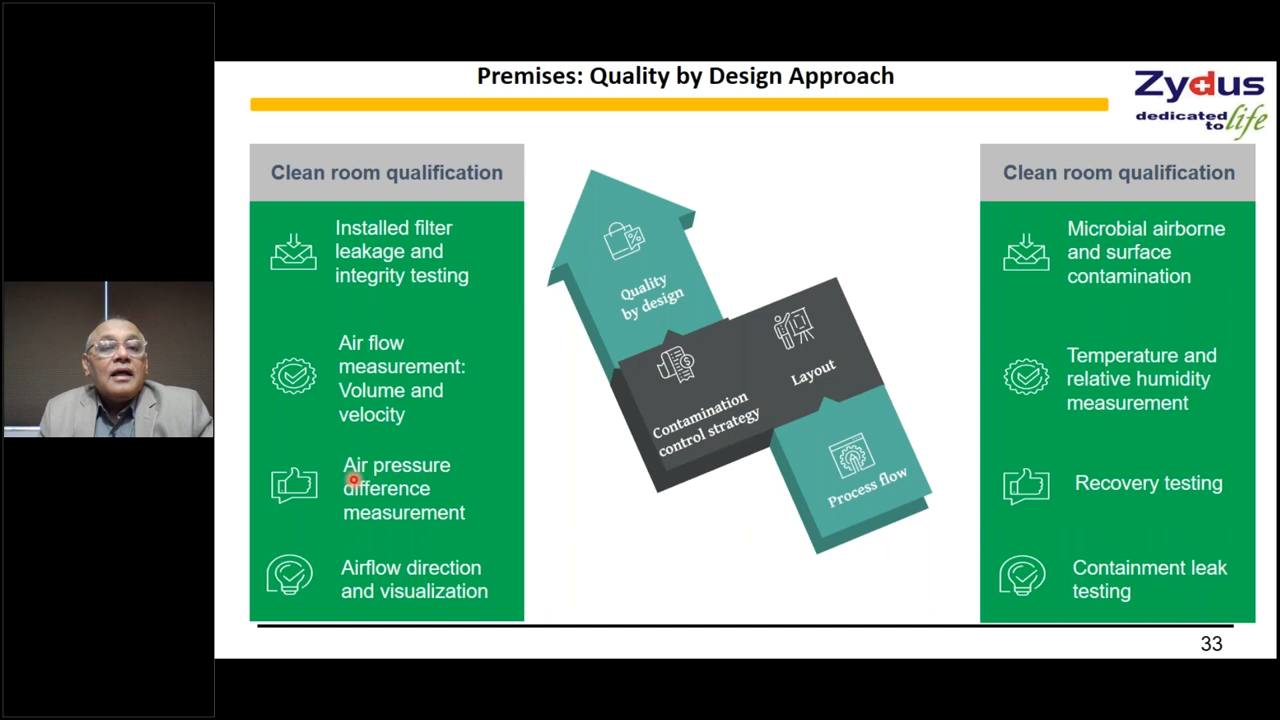 Premises: Quality by Design Approach
Zydus
dedicated
to life
Clean room qualification
Installed filter
leakage and
integrity testing
Air flow
measurement:
Volume and
velocity
Air pressure
difference
measurement
Airflow direction
and visualization
Quality
by design
Contamination
control strategy
Layout
Process flow
Clean room qualification
Microbial airborne
and surface
contamination
Temperature and
relative humidity
measurement
Recovery testing
Containment leak
testing
33